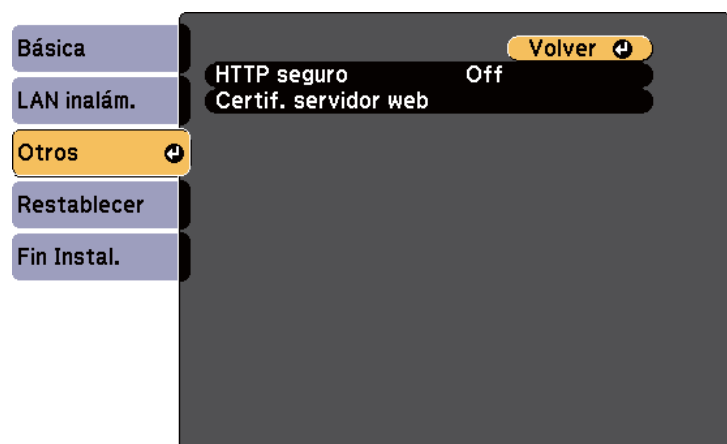 Básica
LAN inalám.
Otros
Restablecer
Fin Instal.
Volver
HTTP seguro Off
Certif. servidor web